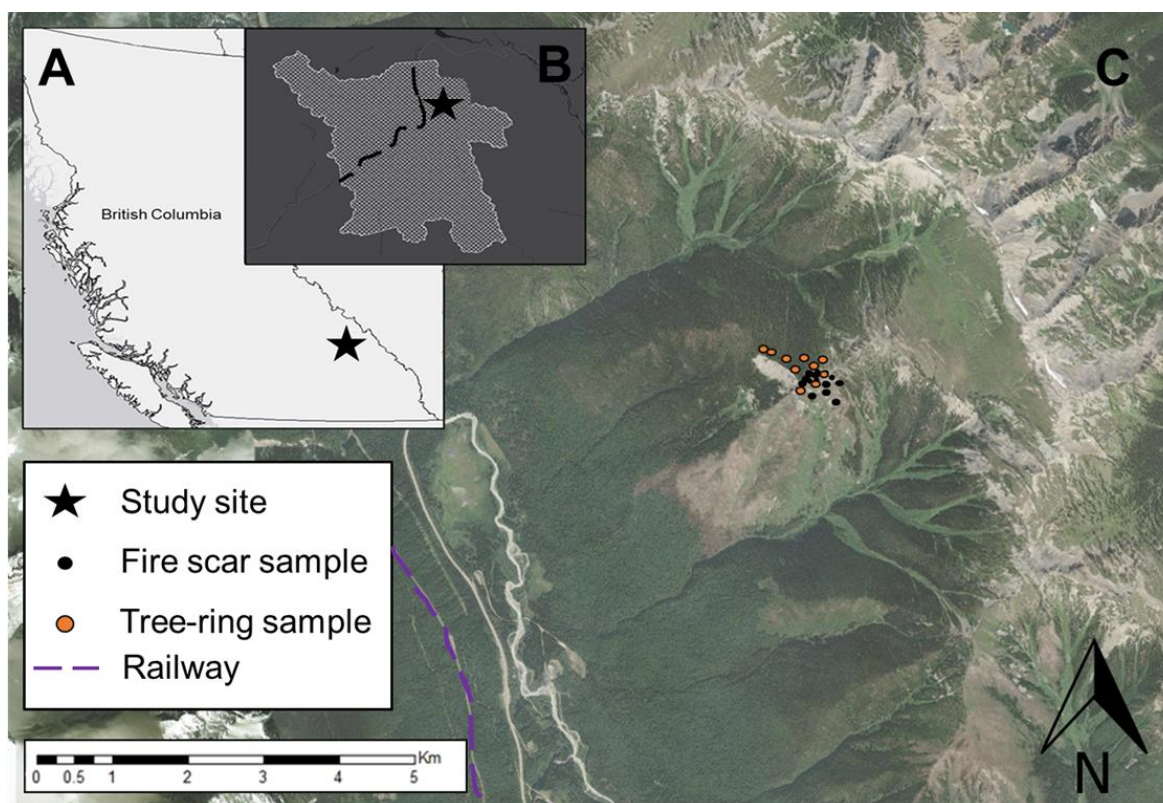 A
B
C
British Columbia
Study site
Fire scar sample
Tree-ring sample
Railway
Km
0 0.5 1 2 3 4 5
N